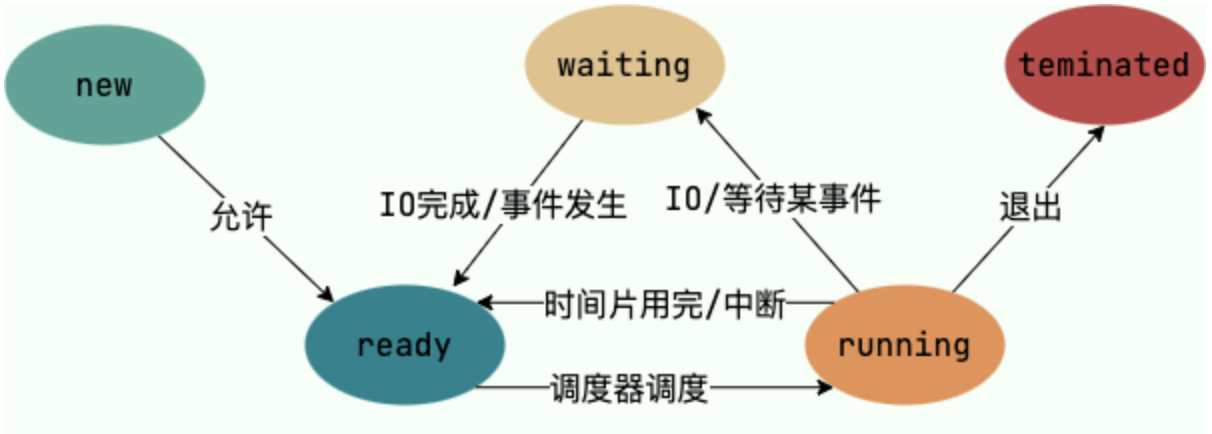 new
waiting
teminated
允许
IO完成/事件发生
IO/等待某事件
退出
时间片用完/中断
ready
running
调度器调度